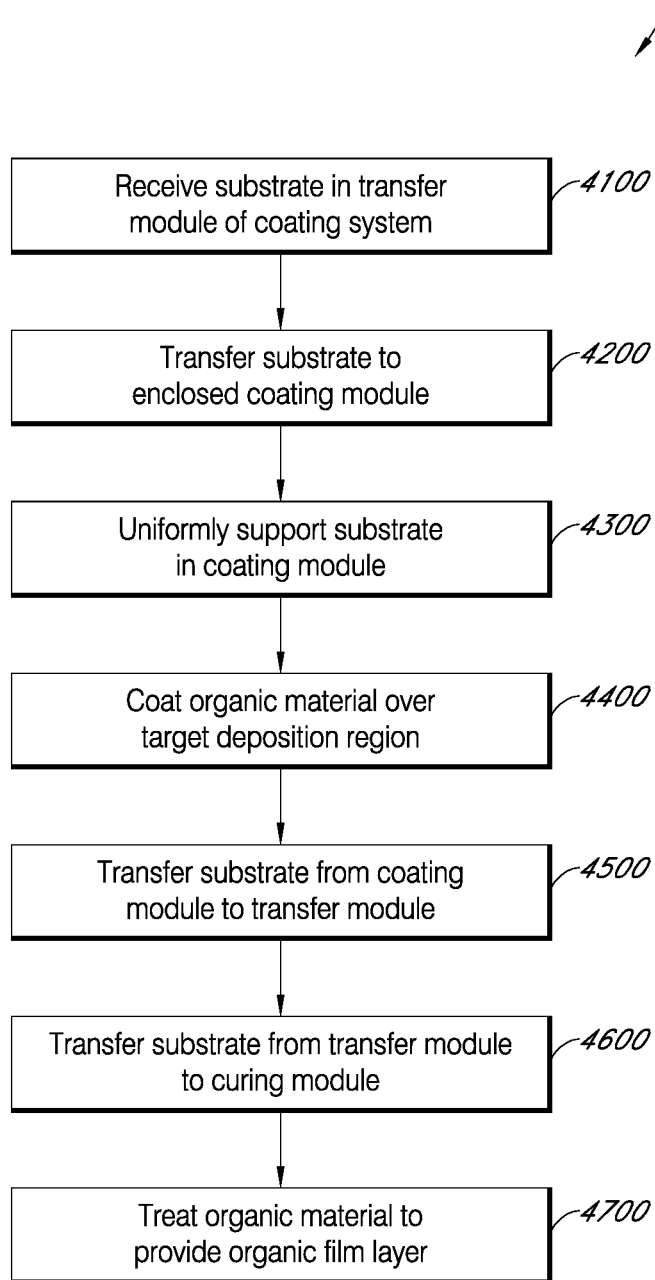 Receive substrate in transfer
module of coating system
4100
Transfer substrate to
enclosed coating module
4200
Uniformly support substrate
in coating module
4300
Coat organic material over
target deposition region
4400
Transfer substrate from coating
module to transfer module
4500
Transfer substrate from transfer module
to curing module
4600
Treat organic material to
provide organic film layer
4700